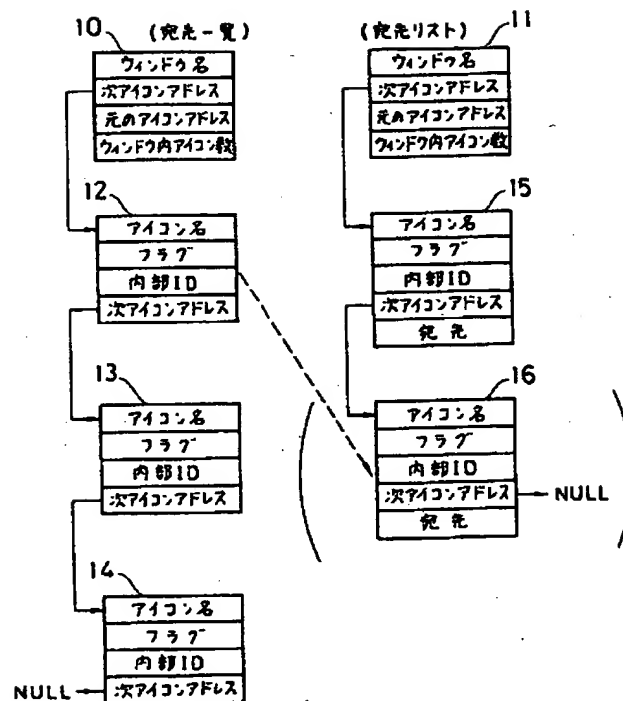 10 (宛先一覧)
ウィンドウ名
次アイコンアドレス
元のアイコンアドレス
ウィンドウ内アイコン数
(宛先リスト) 11
ウィンドウ名
次アイコンアドレス
元のアイコンアドレス
ウィンドウ内アイコン数
12
アイコン名
フラグ
内部ID
次アイコンアドレス
15
アイコン名
フラグ
内部ID
次アイコンアドレス
宛先
13
アイコン名
フラグ
内部ID
次アイコンアドレス
16
アイコン名
フラグ
内部ID
次アイコンアドレス
NULL
宛先
14
アイコン名
フラグ
内部ID
NULL
次アイコンアドレス